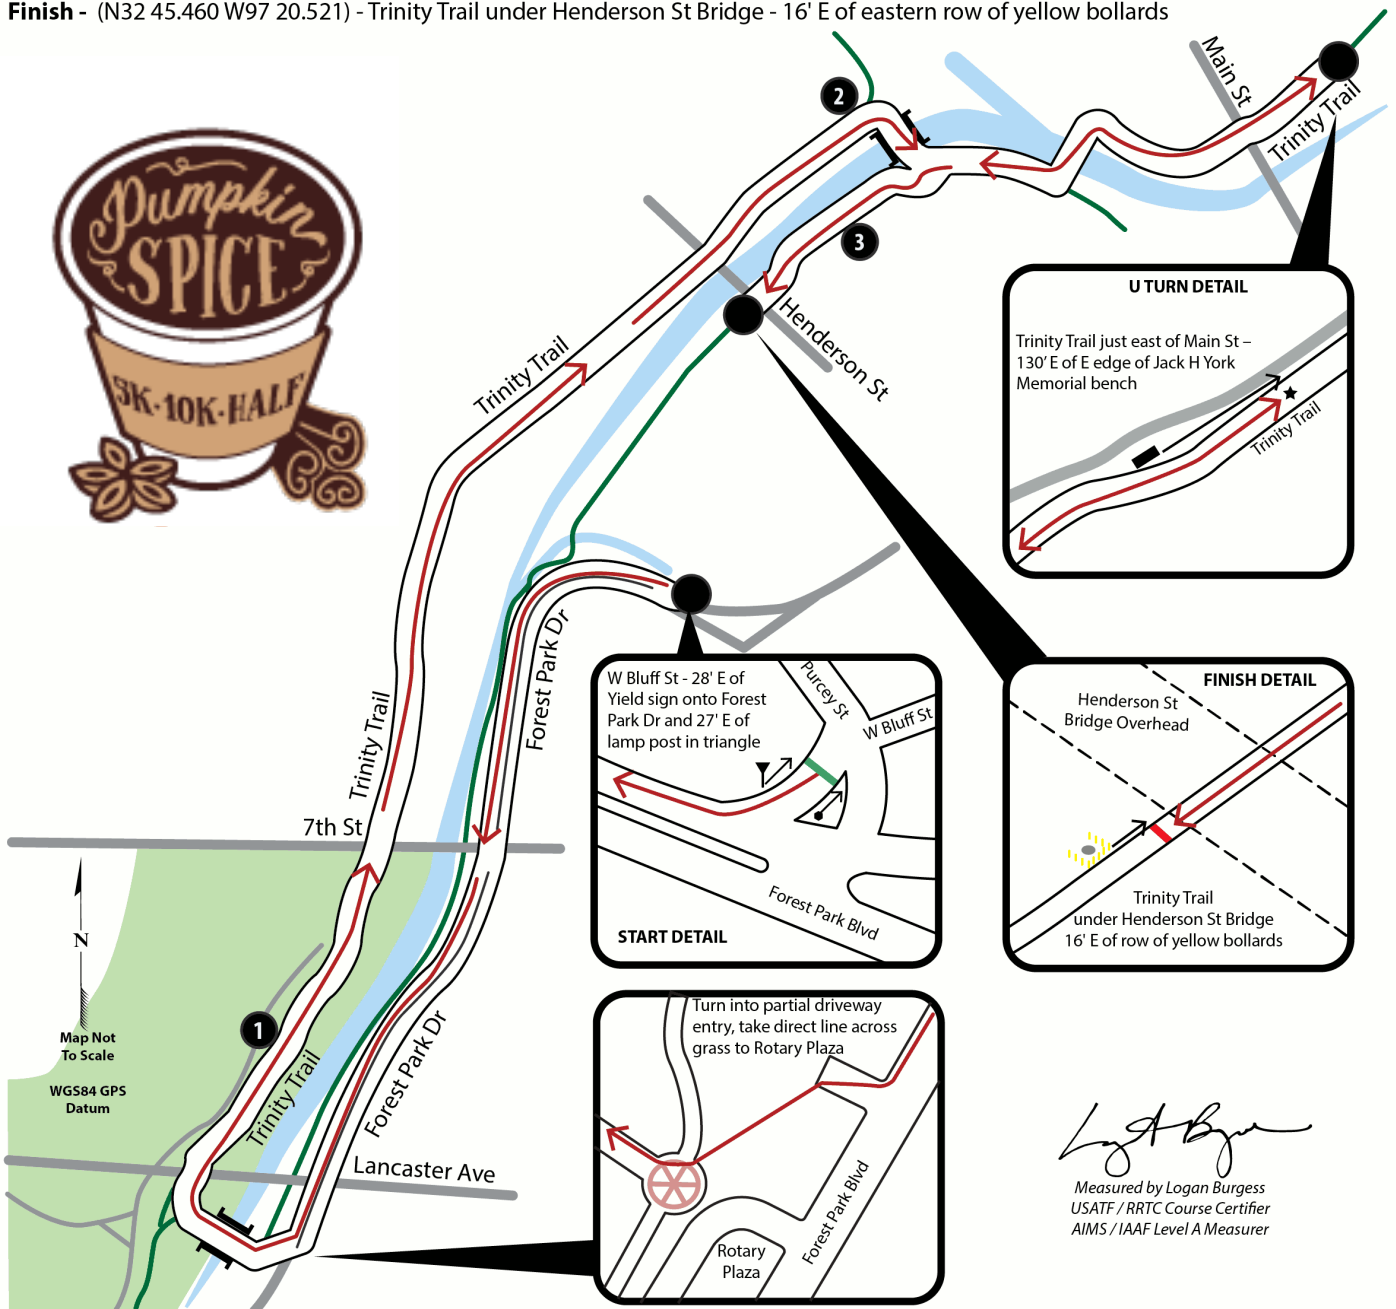 Finish - (N32 45.460 W97 20.521) - Trinity Trail under Henderson St Bridge - 16' E of eastern row of yellow bollards
Pumpkin
SPICE
5K·10K·HALF
2
Main St
Trinity Trail
3
Henderson St
Trinity Trail
U TURN DETAIL
Trinity Trail just east of Main St –
130' E of E edge of Jack H York
Memorial bench
Trinity Trail
Forest Park Dr
W Bluff St - 28' E of
Yield sign onto Forest
Park Dr and 27' E of
lamp post in triangle
Purcey St
W Bluff St
Forest Park Blvd
START DETAIL
FINISH DETAIL
Henderson St
Bridge Overhead
Trinity Trail
under Henderson St Bridge
16' E of row of yellow bollards
Trinity Trail
7th St
N
Map Not
To Scale
WGS84 GPS
Datum
1
Trinity Trail
Forest Park Dr
Lancaster Ave
Turn into partial driveway
entry, take direct line across
grass to Rotary Plaza
Forest Park Blvd
Rotary
Plaza
Measured by Logan Burgess
USATF / RRTC Course Certifier
AIMS / IAAF Level A Measurer